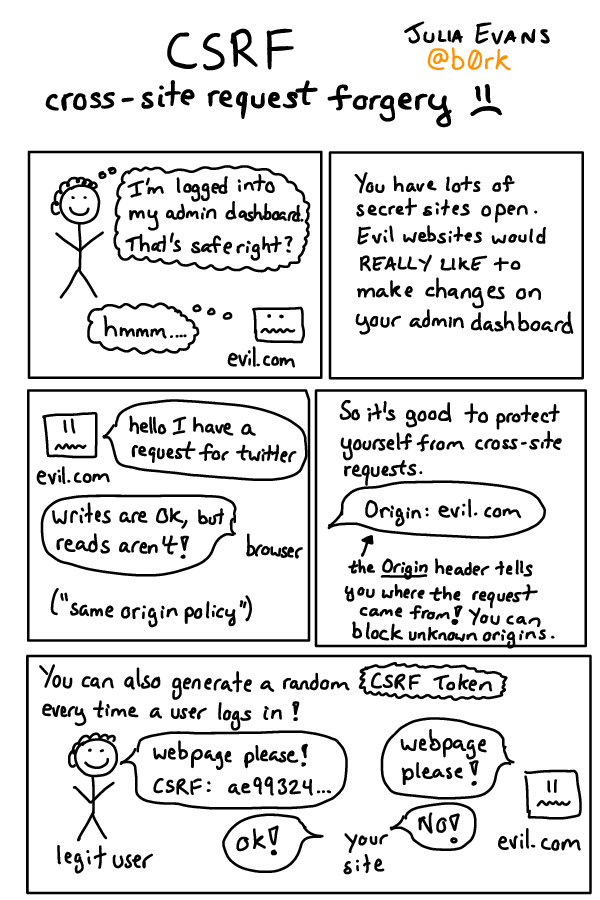 CSRF
JULIA EVANS
@b0rk
cross-site request forgery
I'm logged into
my admin dashboard.
That's safe right?
hmmm....
evil.com
You have lots of
secret sites open.
Evil websites would
REALLY LIKE to
make changes on
your admin dashboard
hello I have a
request for twitter
evil.com
writes are OK, but
reads aren't!
browser
("same origin policy")
So it's good to protect
yourself from cross-site
requests.
Origin: evil.com
the Origin header tells
you where the request
came from! You can
block unknown origins.
You can also generate a random CSRF Token
every time a user logs in!
webpage please!
CSRF: ae99324...
legit user
ok!
your
site
webpage
please!
No!
evil.com